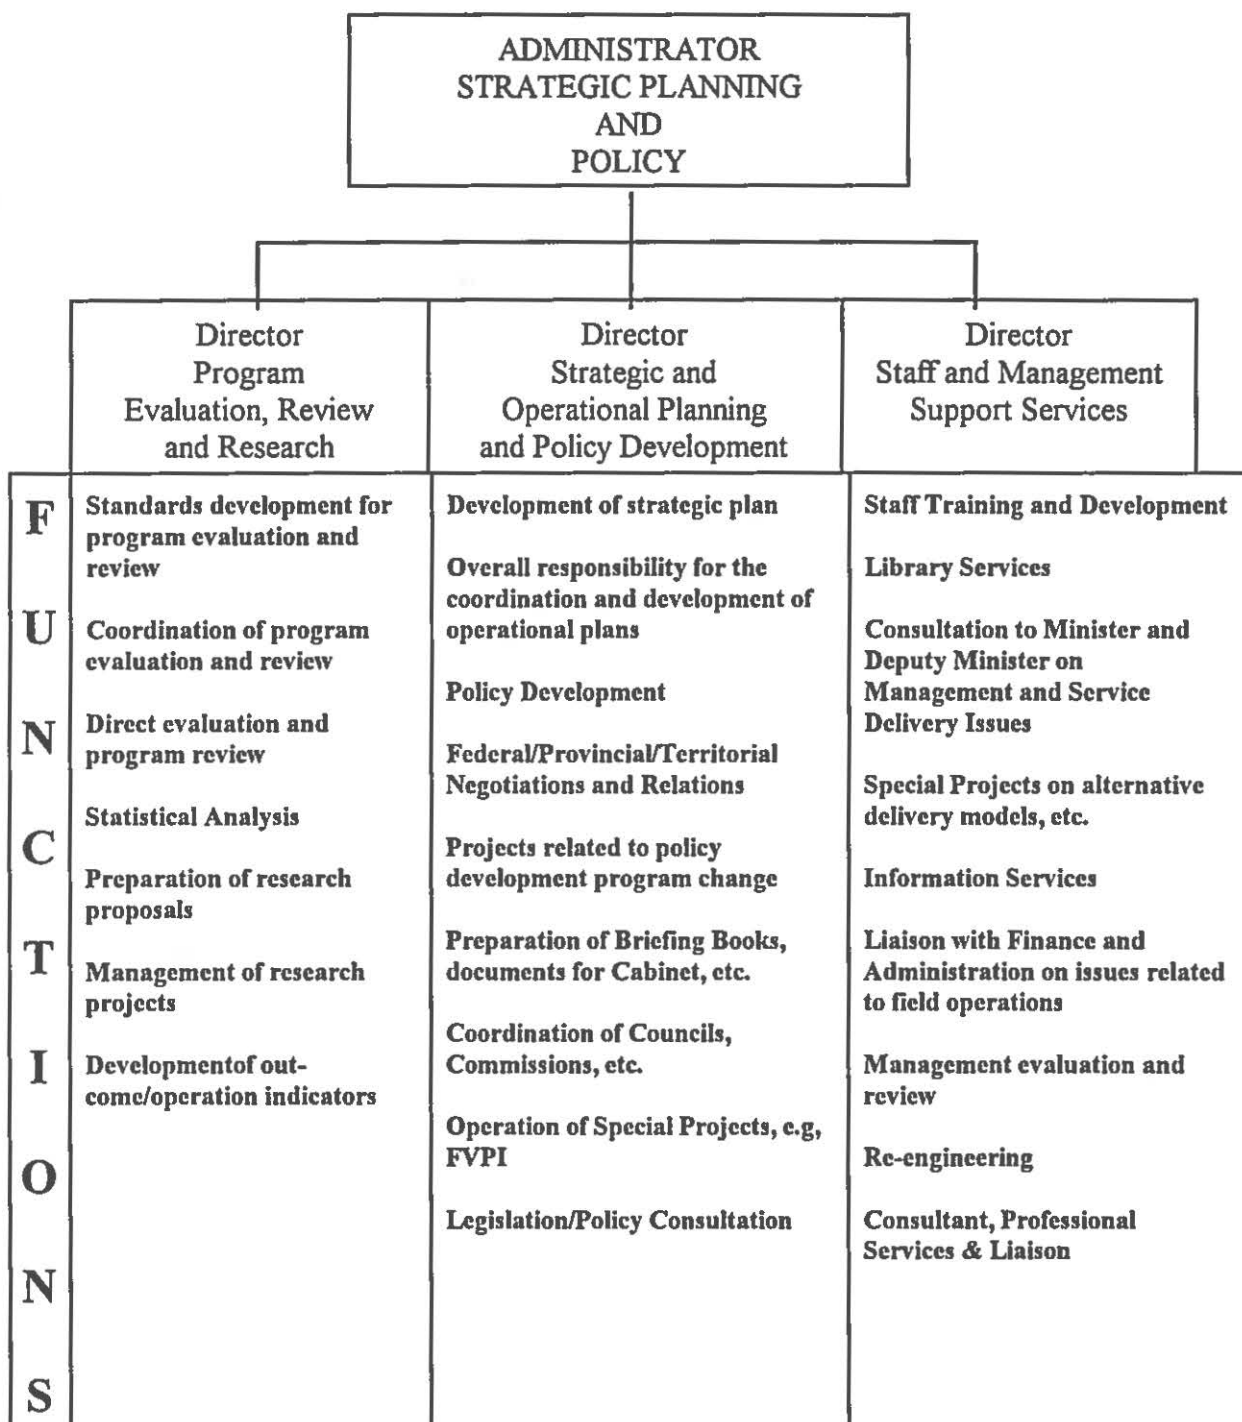 ADMINISTRATOR
STRATEGIC PLANNING
AND
POLICY
Director
Program
Evaluation, Review
and Research
Director
Strategic and
Operational Planning
and Policy Development
Director
Staff and Management
Support Services
F
U
N
C
T
I
O
N
S
Standards development for
program evaluation and
review
Coordination of program
evaluation and review
Direct evaluation and
program review
Statistical Analysis
Preparation of research
proposals
Management of research
projects
Developmentof out-
come/operation indicators
Development of strategic plan
Overall responsibility for the
coordination and development of
operational plans
Policy Development
Federal/Provincial/Territorial
Negotiations and Relations
Projects related to policy
development program change
Preparation of Briefing Books,
documents for Cabinet, etc.
Coordination of Councils,
Commissions, etc.
Operation of Special Projects, e.g,
FVPI
Legislation/Policy Consultation
Staff Training and Development
Library Services
Consultation to Minister and
Deputy Minister on
Management and Service
Delivery Issues
Special Projects on alternative
delivery models, etc.
Information Services
Liaison with Finance and
Administration on issues related
to field operations
Management evaluation and
review
Re-engineering
Consultant, Professional
Services & Liaison